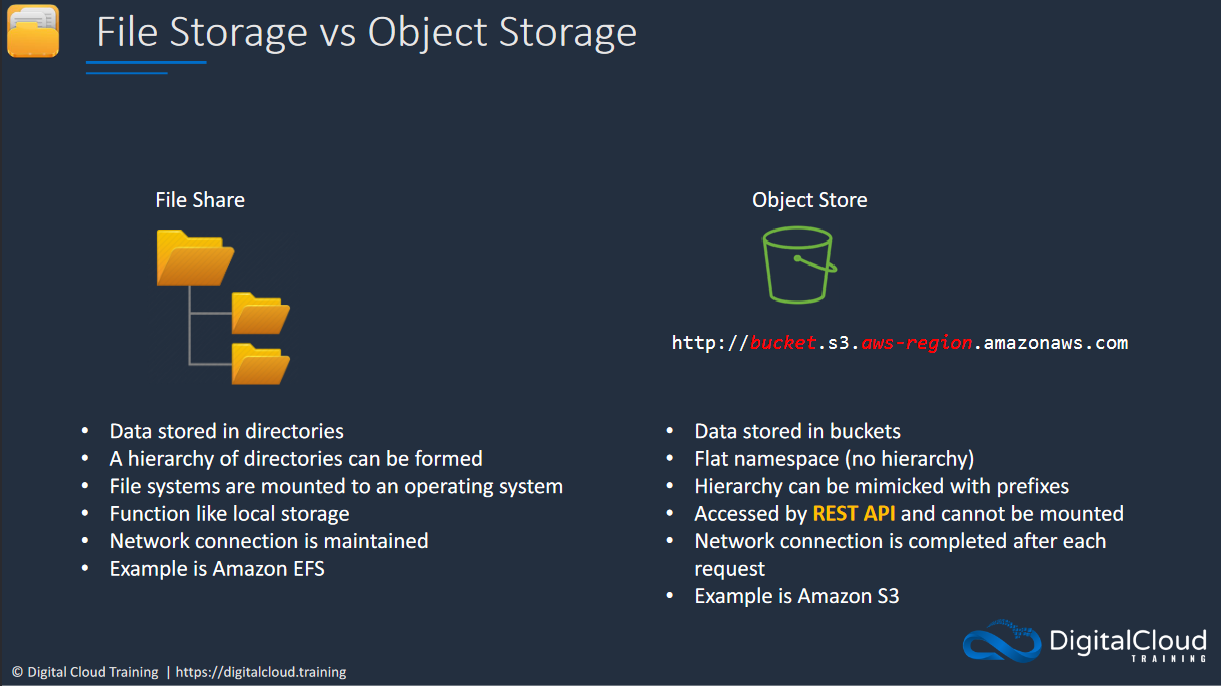 File Storage vs Object Storage
File Share
• Data stored in directories
• A hierarchy of directories can be formed
• File systems are mounted to an operating system
• Function like local storage
• Network connection is maintained
• Example is Amazon EFS
Object Store
http://bucket.s3.aws-region.amazonaws.com
• Data stored in buckets
• Flat namespace (no hierarchy)
• Hierarchy can be mimicked with prefixes
• Accessed by REST API and cannot be mounted
• Network connection is completed after each
request
• Example is Amazon S3
DigitalCloud
TRAINING
© Digital Cloud Training | https://digitalcloud.training